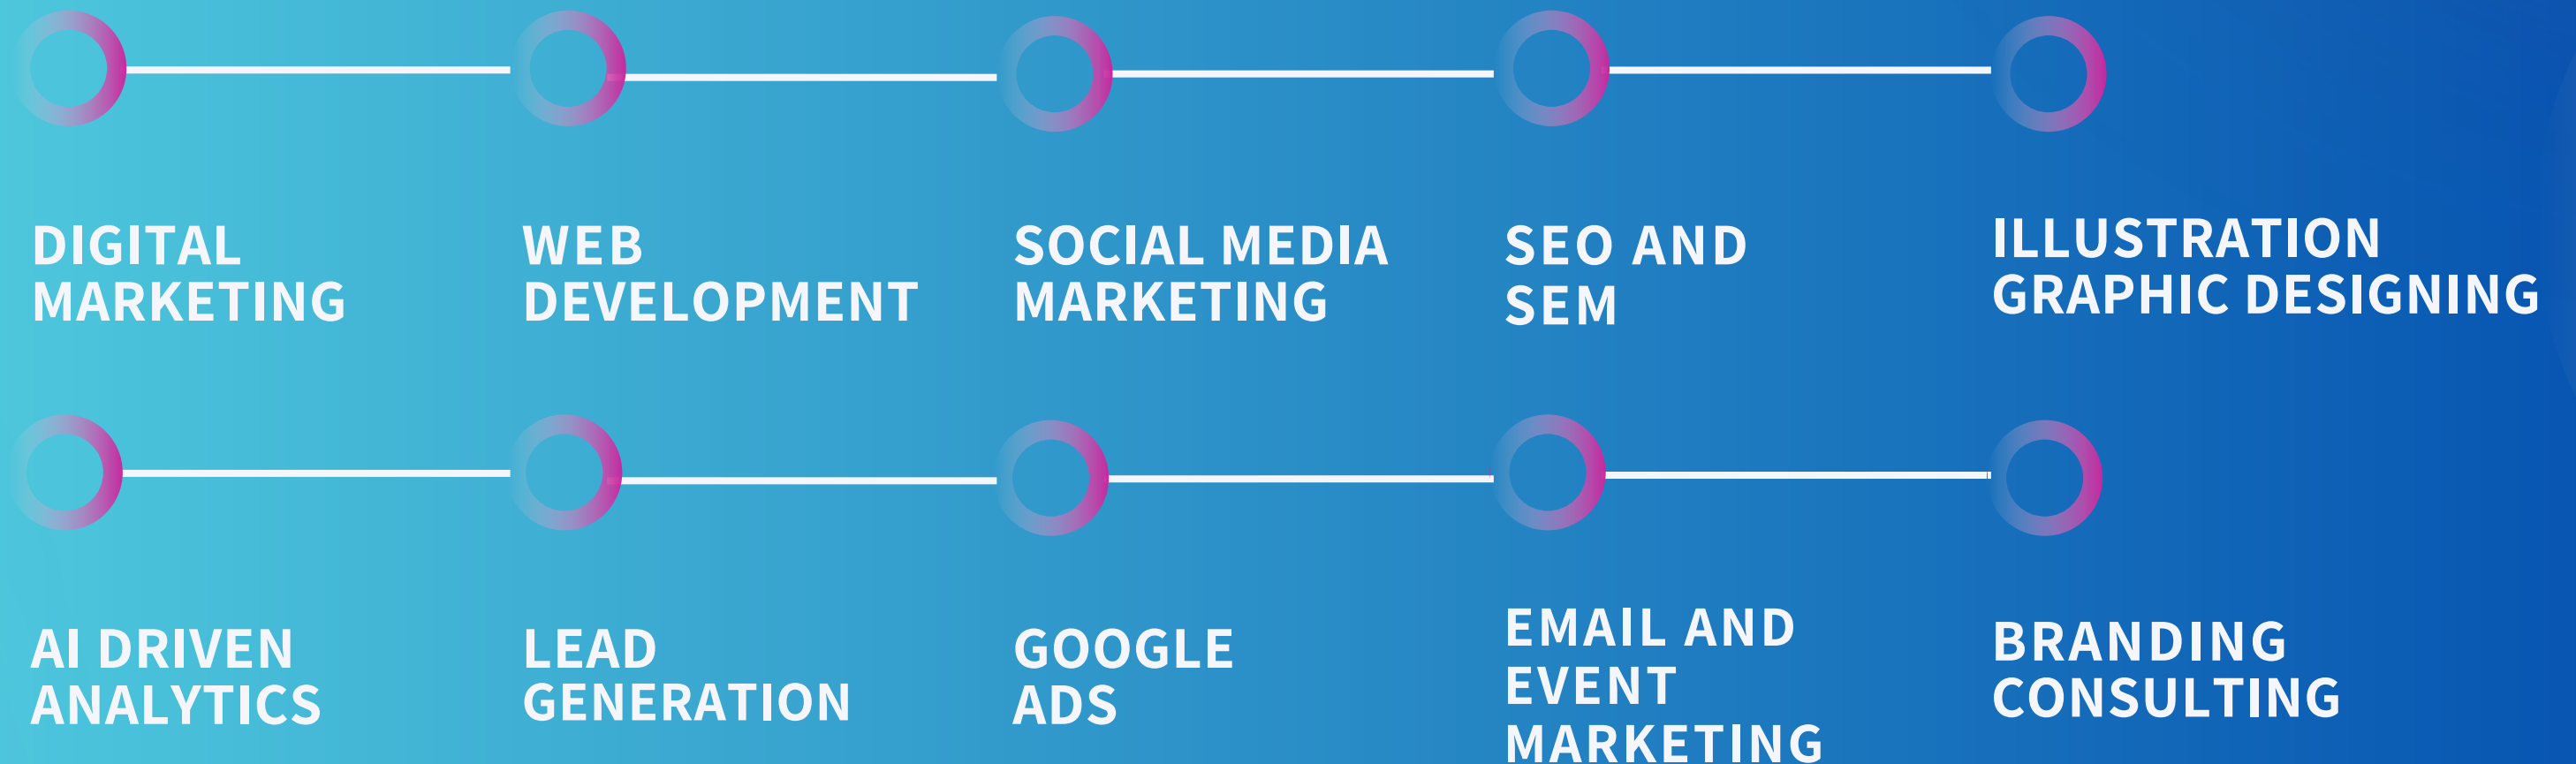 DIGITAL
MARKETING
WEB
DEVELOPMENT
SOCIAL MEDIA
MARKETING
SEO AND
SEM
ILLUSTRATION
GRAPHIC DESIGNING
AI DRIVEN
ANALYTICS
LEAD
GENERATION
GOOGLE
ADS
EMAIL AND
EVENT
MARKETING
BRANDING
CONSULTING